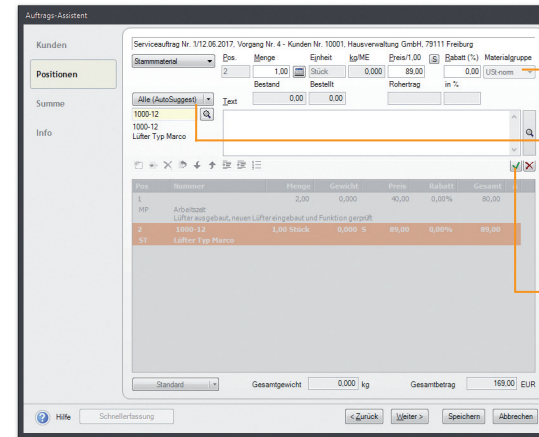 Auftrags-Assistent
Kunden
Positionen
Summe
Info
Serviceauftrag Nr. 1/12.06.2017, Vorgang Nr. 4 - Kunden Nr. 10001, Hausverwaltung GmbH, 79111 Freiburg
Stammmaterial Pos. Menge Einheit kg/ME Preis/1,00 S Rabatt (%) Materialgruppe
2 1,00 Stück 0,000 89,00 0,00 USt-norm
Bestand Bestellt Rohertrag in %
Alle (AutoSuggest) Text 0,00 0,00
1000-12
1000-12
Lüfter Typ Marco
Pos Nummer Menge Gewicht Preis Rabatt Gesamt
1 2,00 0,000 40,00 0,00% 80,00
MP Arbeitszeit
Lüfter ausgebaut, neuen Lüfter eingebaut und Funktion geprüft
2 1000-12 1,00 Stück 0,000 S 89,00 0,00% 89,00
ST Lüfter Typ Marco
Standard Gesamtgewicht 0,000 kg Gesamtbetrag 169,00 EUR
Hilfe Schnellerfassung < Zurück Weiter > Speichern Abbrechen